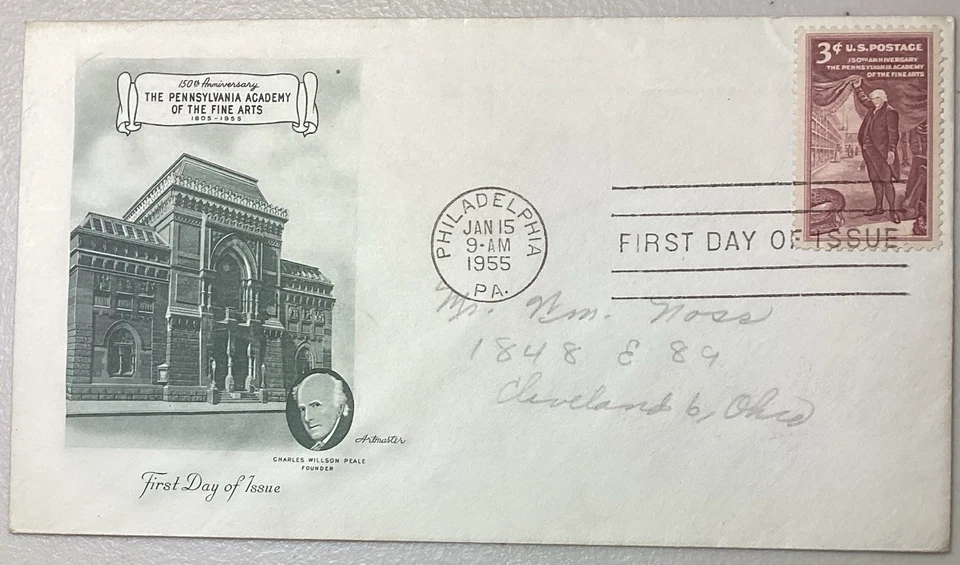 150th Anniversary
THE PENNSYLVANIA ACADEMY
OF THE FINE ARTS
1805-1955
CHARLES WILLSON PEALE
FOUNDER
Artmaster
First Day of Issue
PHILADELPHIA
JAN 15
9-AM
1955
PA.
3¢ U.S. POSTAGE
150TH ANNIVERSARY
THE PENNSYLVANIA ACADEMY
OF THE FINE ARTS
FIRST DAY OF ISSUE
Mr. Wm. Noss
1848 E 89
Cleveland 6, Ohio